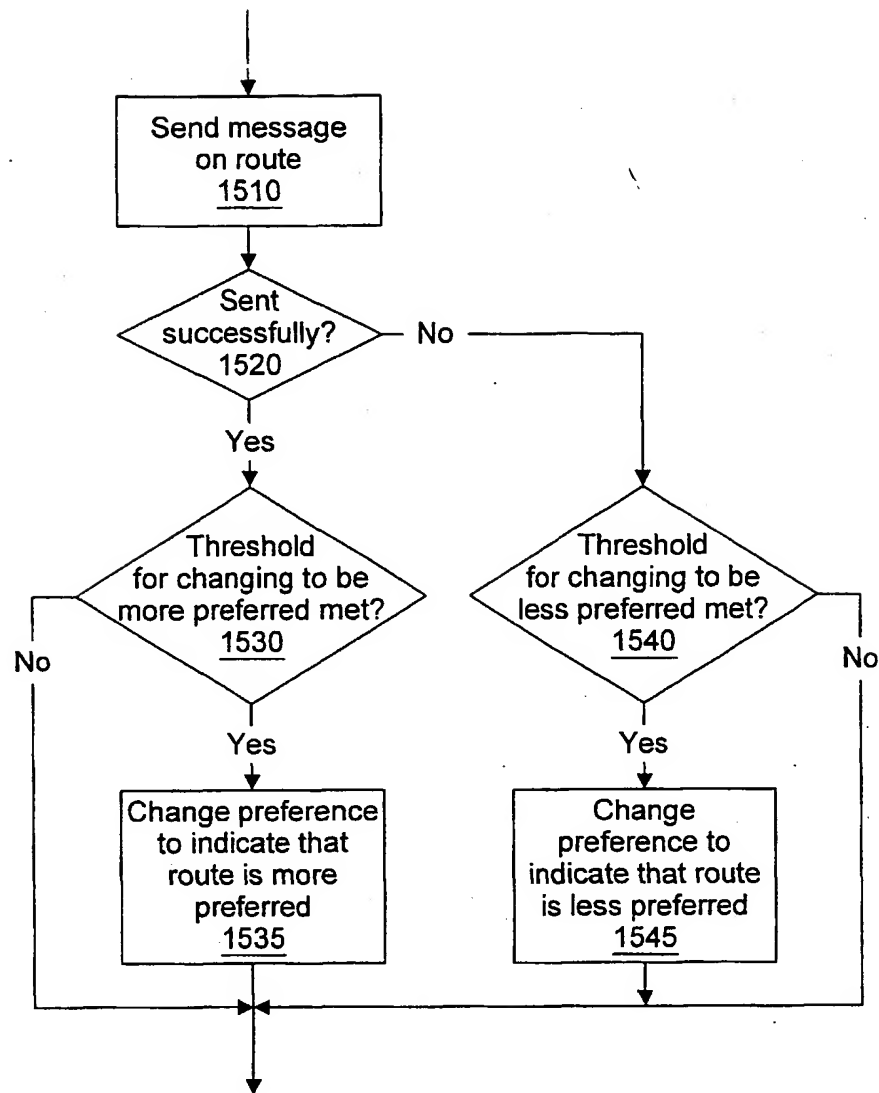 Send message
on route
1510
Sent
successfully?
1520
No
Yes
Threshold
for changing to be
more preferred met?
1530
Threshold
for changing to be
less preferred met?
1540
No
No
Yes
Yes
Change preference
to indicate that
route is more
preferred
1535
Change
preference to
indicate that route
is less preferred
1545